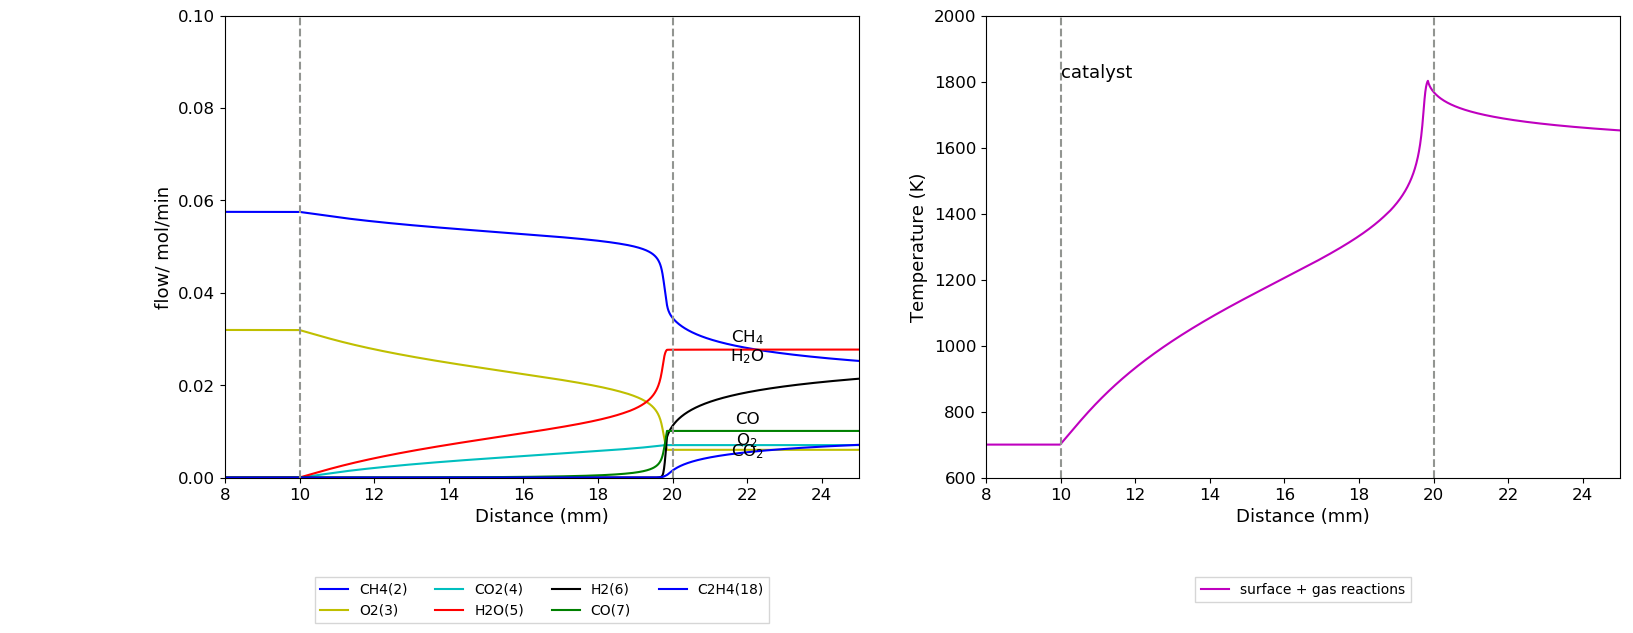 0.10
0.08
0.06
0.04
0.02
0.00
flow/ mol/min
CH₄
H₂O
CO
O₂
CO₂
8 10 12 14 16 18 20 22 24
Distance (mm)
CH4(2) CO2(4) H2(6) C2H4(18)
O2(3) H2O(5) CO(7)
2000
1800
1600
1400
1200
1000
800
600
Temperature (K)
catalyst
8 10 12 14 16 18 20 22 24
Distance (mm)
surface + gas reactions